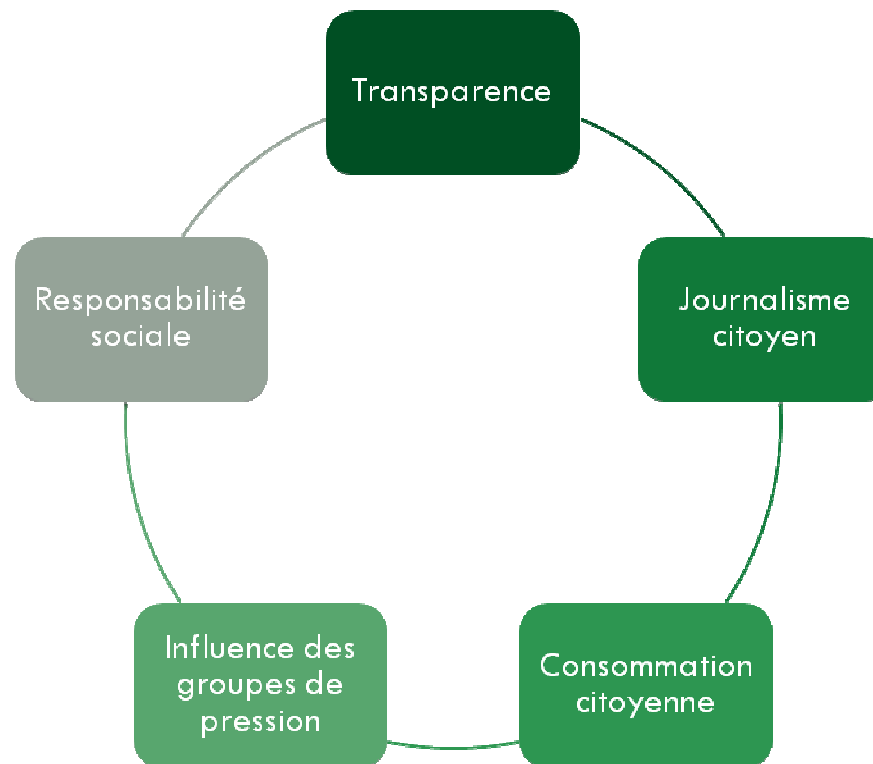 Transparence
Journalisme
citoyen
Consommation
citoyenne
Influence des
groupes de
pression
Responsabilité
sociale